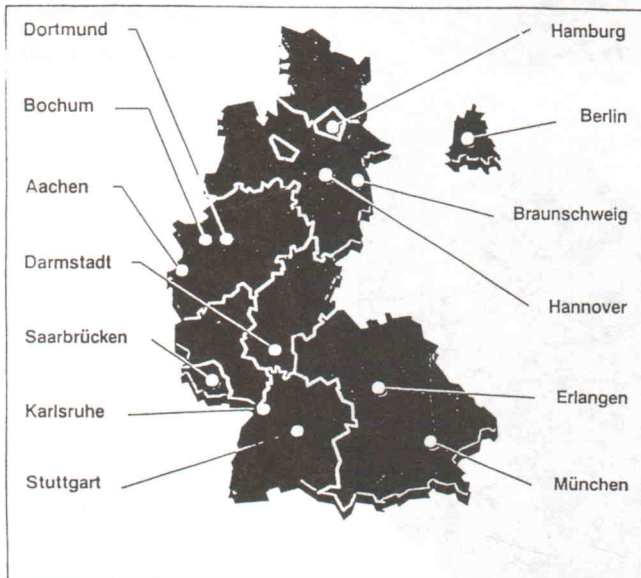 Dortmund
Bochum
Aachen
Darmstadt
Saarbrücken
Karlsruhe
Stuttgart
Hamburg
Berlin
Braunschweig
Hannover
Erlangen
München